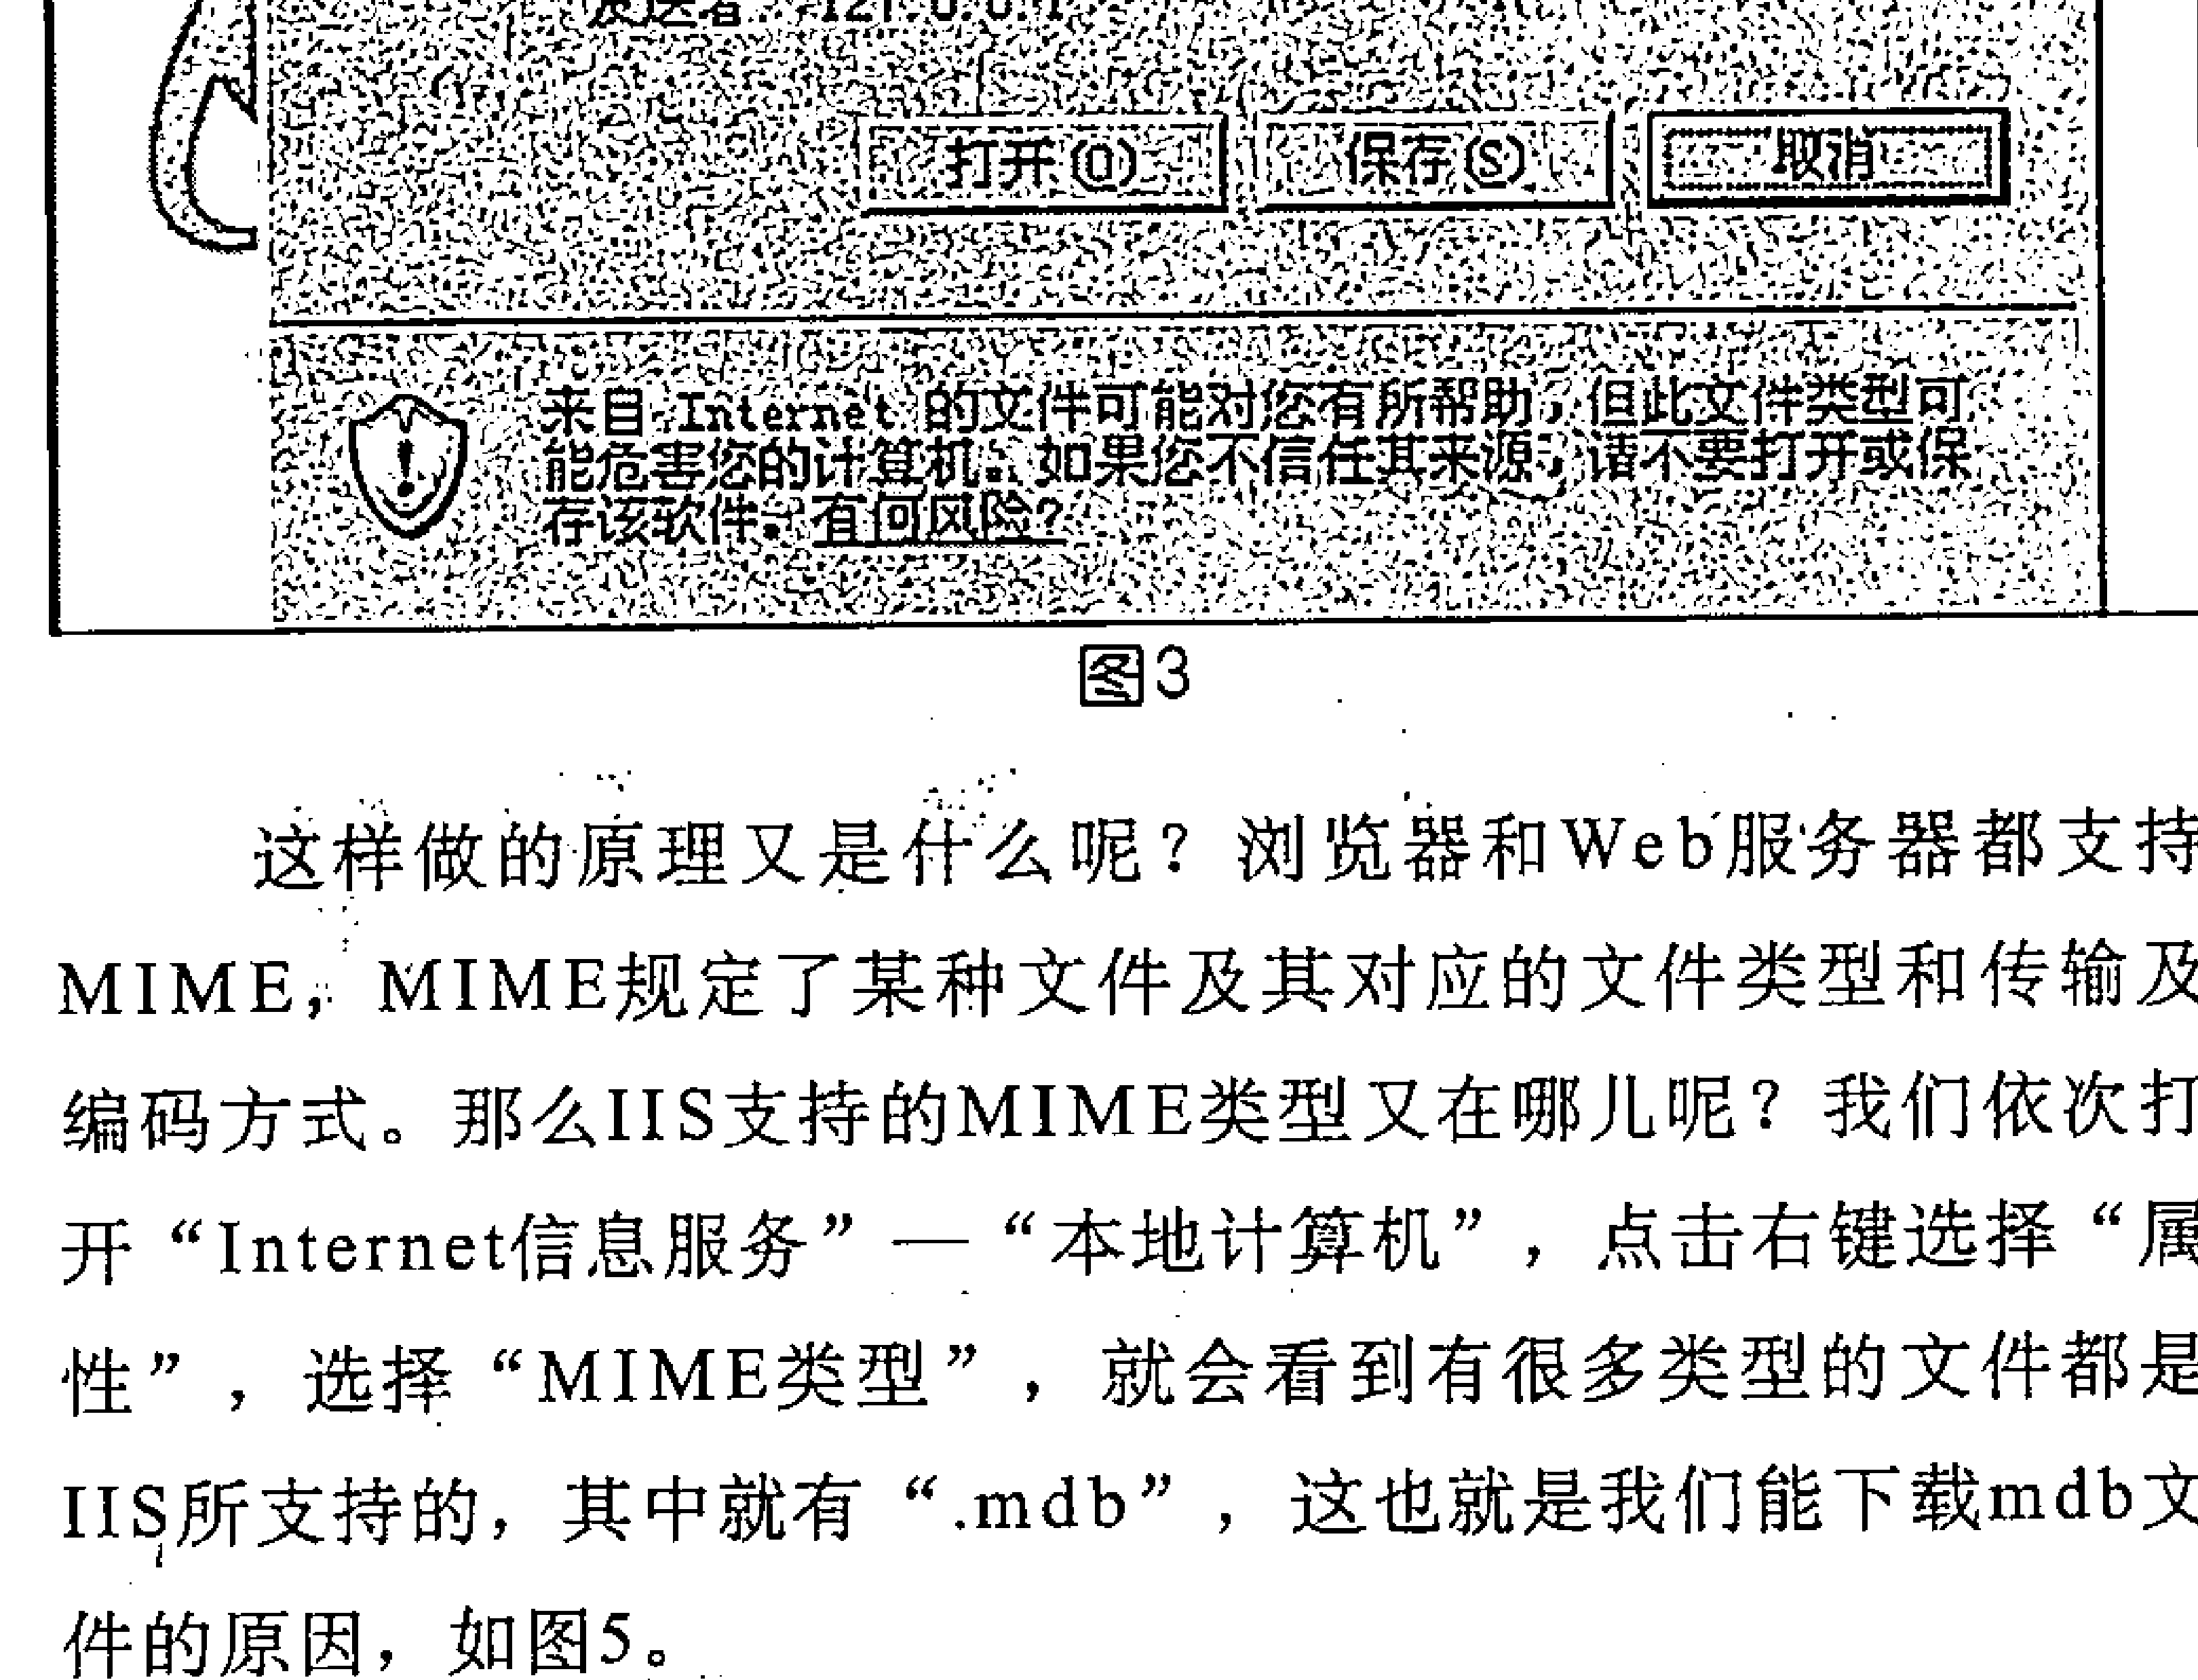 发送者: 127.0.0.1
打开(O) 保存(S) 取消
来自 Internet 的文件可能对您有所帮助，但此文件类型可
能危害您的计算机。如果您不信任其来源，请不要打开或保
存该软件。有何风险?
图3
这样做的原理又是什么呢？浏览器和Web服务器都支持
MIME，MIME规定了某种文件及其对应的文件类型和传输及
编码方式。那么IIS支持的MIME类型又在哪儿呢？我们依次打
开“Internet信息服务”—“本地计算机”，点击右键选择“属
性”，选择“MIME类型”，就会看到有很多类型的文件都是
IIS所支持的，其中就有“.mdb”，这也就是我们能下载mdb文
件的原因，如图5。